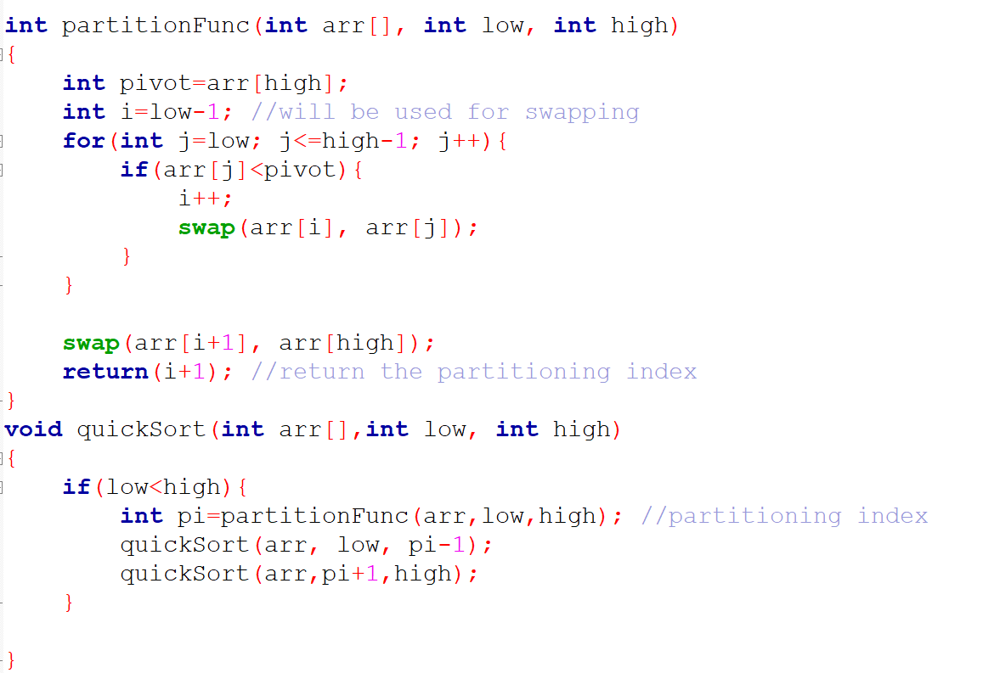 int partitionFunc(int arr[], int low, int high)
{
    int pivot=arr[high];
    int i=low-1; //will be used for swapping
    for(int j=low; j<=high-1; j++){
        if(arr[j]<pivot){
            i++;
            swap(arr[i], arr[j]);
        }
    }

    swap(arr[i+1], arr[high]);
    return(i+1); //return the partitioning index
}
void quickSort(int arr[],int low, int high)
{
    if(low<high){
        int pi=partitionFunc(arr,low,high); //partitioning index
        quickSort(arr, low, pi-1);
        quickSort(arr,pi+1,high);
    }

}